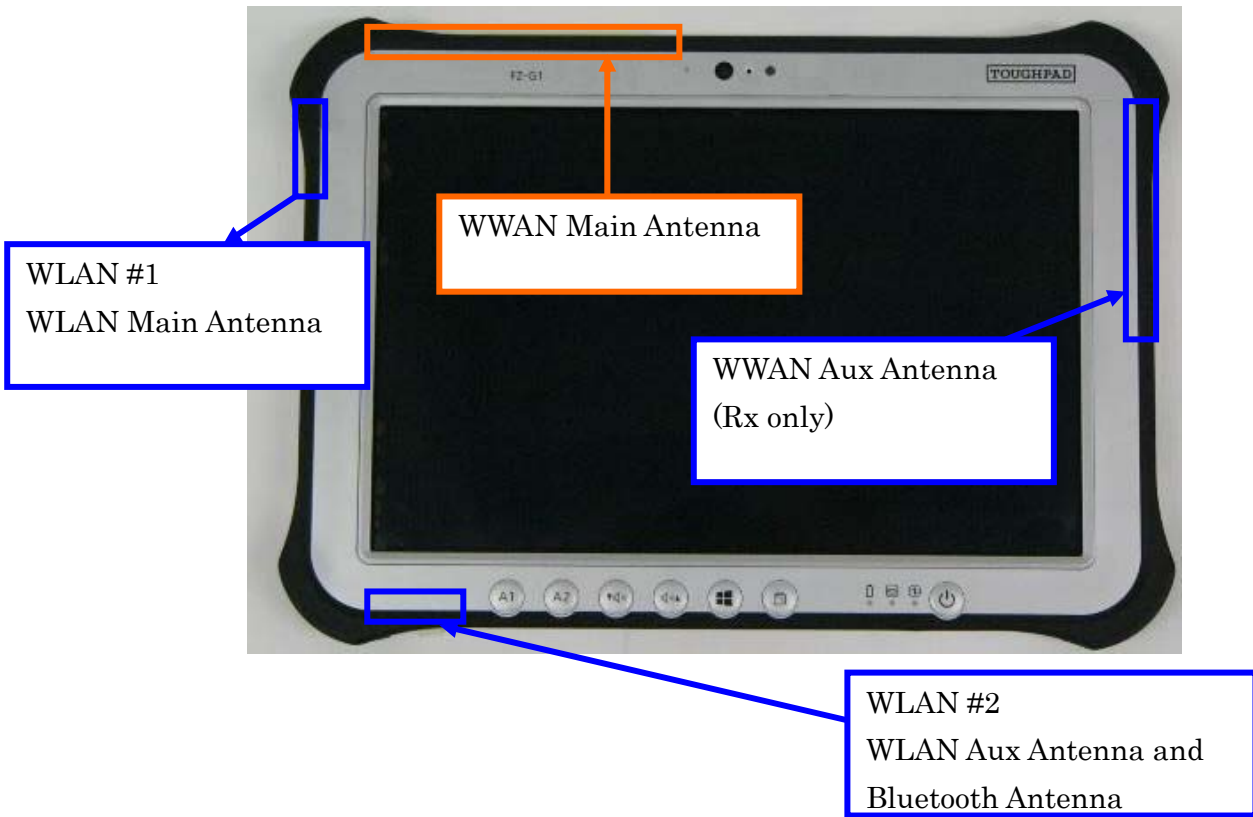 FZ-G1
TOUGHPAD
WWAN Main Antenna
WLAN #1
WLAN Main Antenna
WWAN Aux Antenna
(Rx only)
A1
A2
WLAN #2
WLAN Aux Antenna and
Bluetooth Antenna